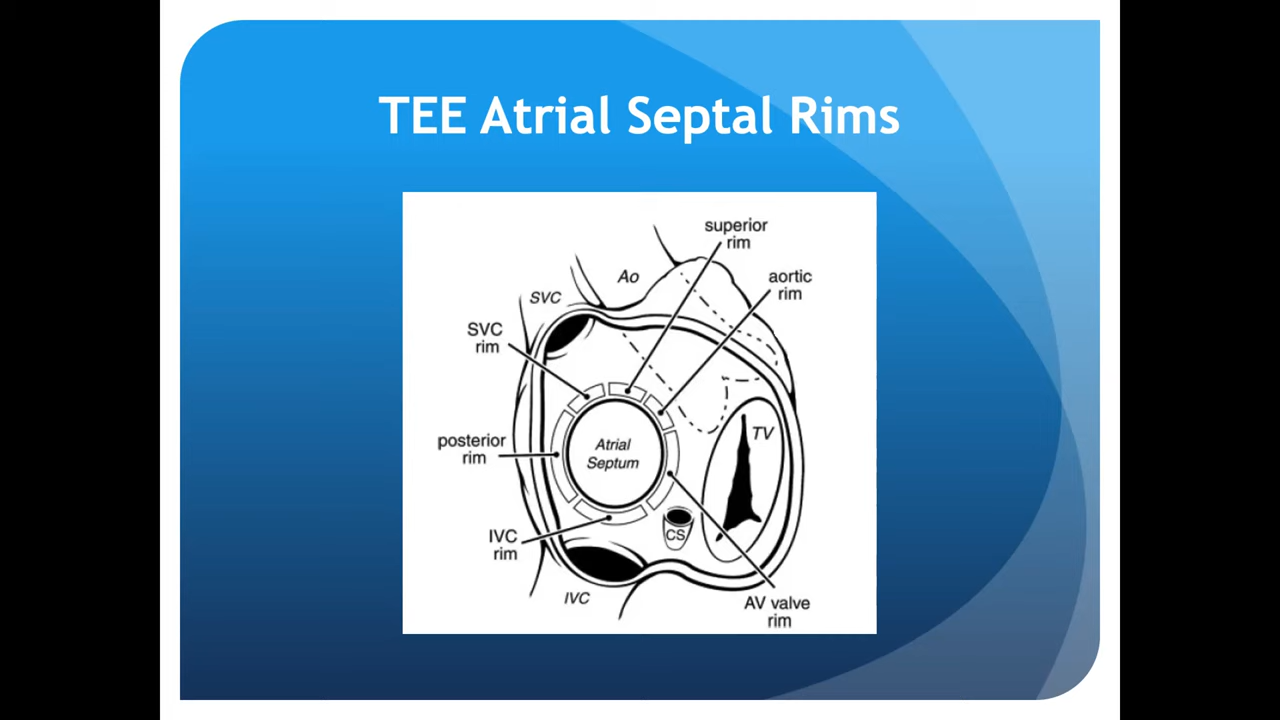 TEE Atrial Septal Rims
superior
rim
Ao
aortic
rim
SVC
SVC
rim
TV
posterior
rim
Atrial
Septum
CS
IVC
rim
IVC
AV valve
rim